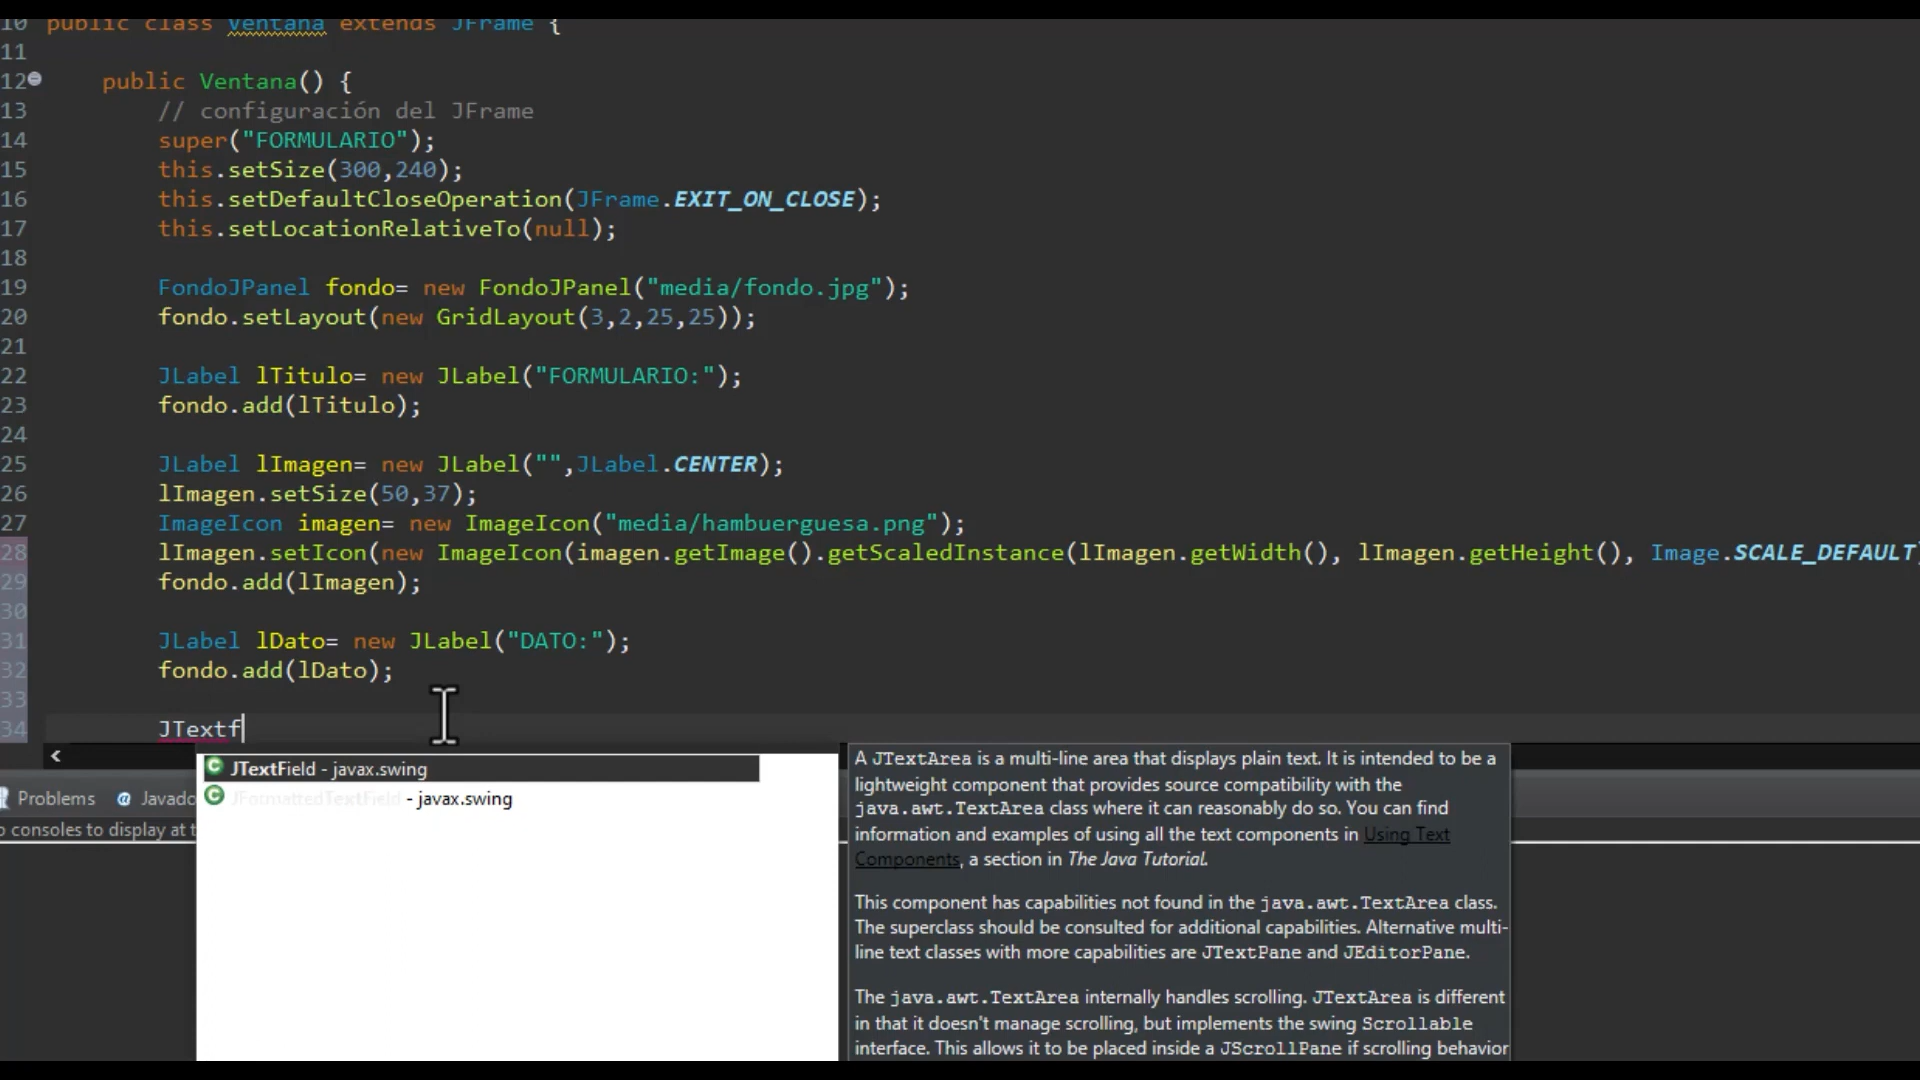 10 public class Ventana extends JFrame {
11
12 public Ventana() {
13 // configuración del JFrame
14 super("FORMULARIO");
15 this.setSize(300,240);
16 this.setDefaultCloseOperation(JFrame.EXIT_ON_CLOSE);
17 this.setLocationRelativeTo(null);
18
19 FondoJPanel fondo= new FondoJPanel("media/fondo.jpg");
20 fondo.setLayout(new GridLayout(3,2,25,25));
21
22 JLabel lTitulo= new JLabel("FORMULARIO:");
23 fondo.add(lTitulo);
24
25 JLabel lImagen= new JLabel("",JLabel.CENTER);
26 lImagen.setSize(50,37);
27 ImageIcon imagen= new ImageIcon("media/hambuerguesa.png");
28 lImagen.setIcon(new ImageIcon(imagen.getImage().getScaledInstance(lImagen.getWidth(), lImagen.getHeight(), Image.SCALE_DEFAULT)
29 fondo.add(lImagen);
30
31 JLabel lDato= new JLabel("DATO:");
32 fondo.add(lDato);
33
34 JTextf
JTextField - javax.swing
JFormattedTextField - javax.swing
Problems @ Javado
o consoles to display at t
A JTextArea is a multi-line area that displays plain text. It is intended to be a
lightweight component that provides source compatibility with the
java.awt.TextArea class where it can reasonably do so. You can find
information and examples of using all the text components in Using Text
Components, a section in The Java Tutorial.
This component has capabilities not found in the java.awt.TextArea class.
The superclass should be consulted for additional capabilities. Alternative multi-
line text classes with more capabilities are JTextPane and JEditorPane.
The java.awt.TextArea internally handles scrolling. JTextArea is different
in that it doesn't manage scrolling, but implements the swing Scrollable
interface. This allows it to be placed inside a JScrollPane if scrolling behavior